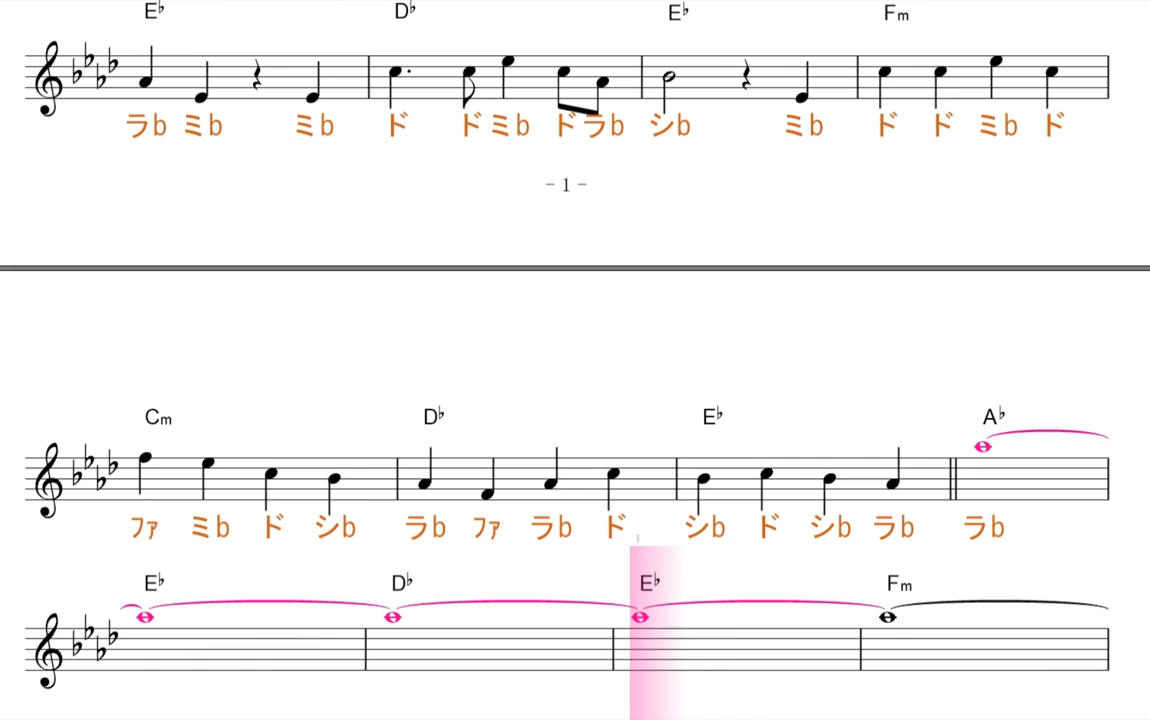 E♭ D♭ E♭ Fm
ラb ミb ミb ド ド ミb ド ラb シb ミb ド ド ミb ド
- 1 -
Cm D♭ E♭ A♭
ファ ミb ド シb ラb ファ ラb ド シb ド シb ラb ラb
E♭ D♭ E♭ Fm